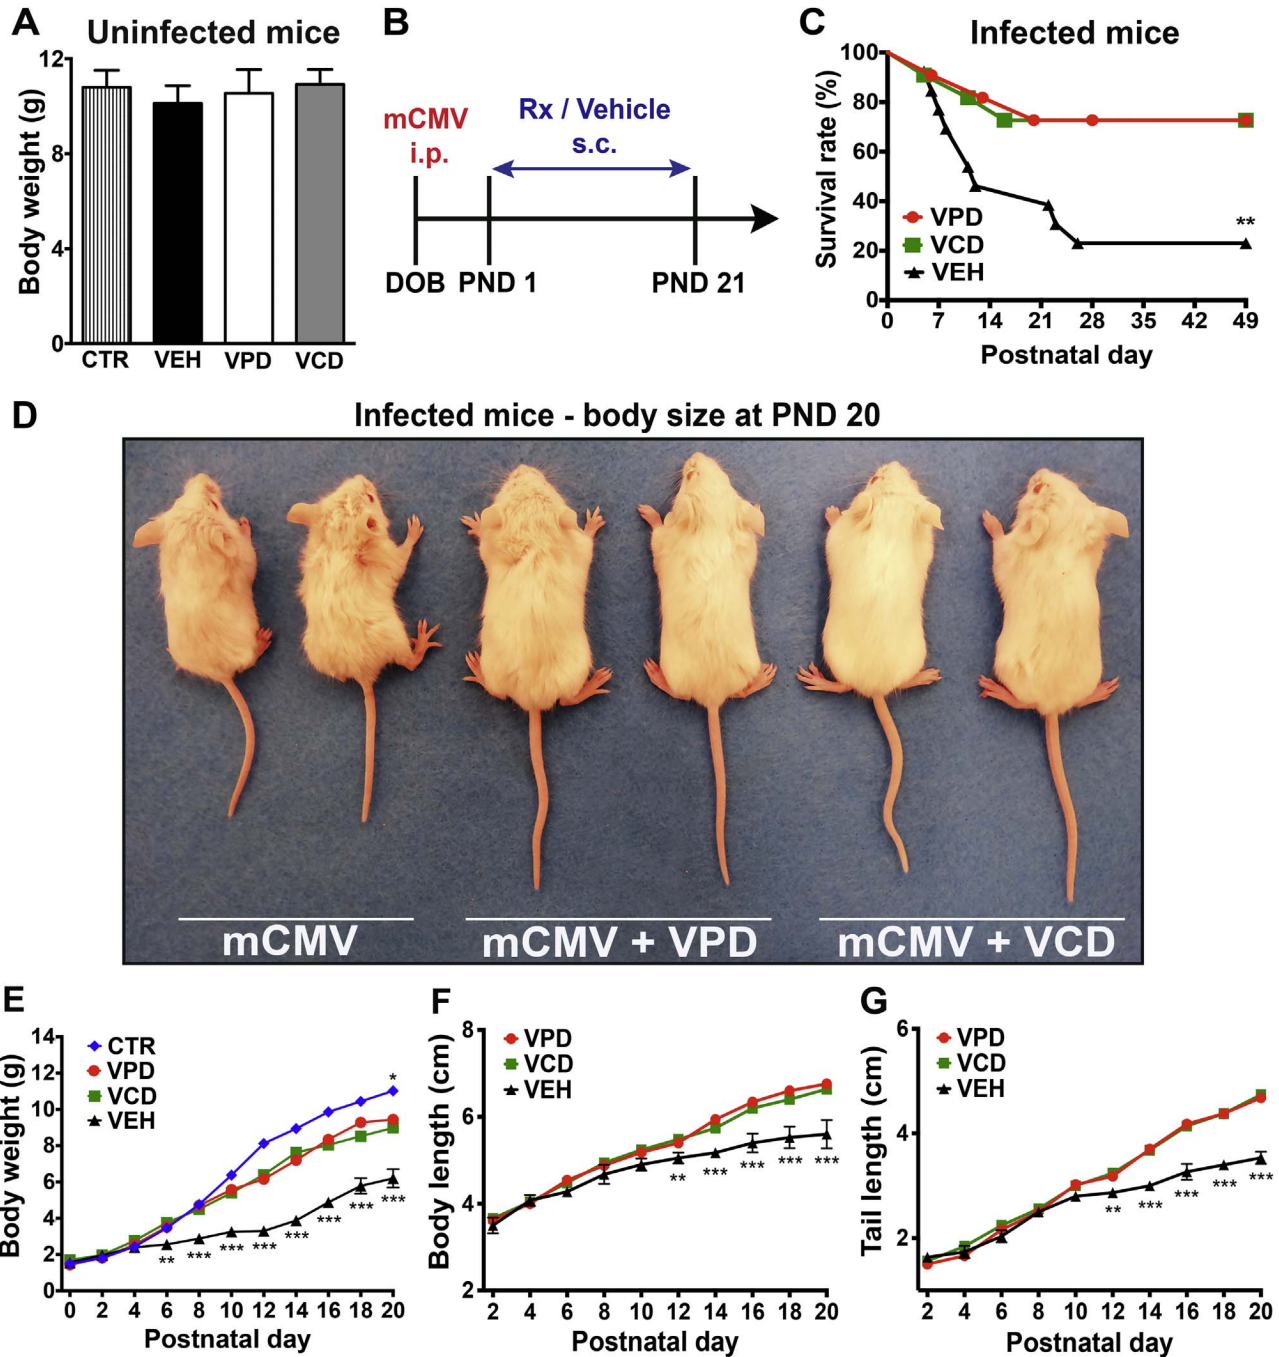 A
Uninfected mice
Body weight (g)
12
8
4
0
CTR VEH VPD VCD
B
mCMV
i.p.
Rx / Vehicle
s.c.
DOB PND 1 PND 21
C
Infected mice
Survival rate (%)
100
80
60
40
20
0
VPD
VCD
VEH
**
0 7 14 21 28 35 42 49
Postnatal day
D
Infected mice - body size at PND 20
mCMV mCMV + VPD mCMV + VCD
E
Body weight (g)
14
12
10
8
6
4
2
0
CTR
VPD
VCD
VEH
*
** *** *** *** *** *** *** ***
0 2 4 6 8 10 12 14 16 18 20
Postnatal day
F
Body length (cm)
8
6
4
2
VPD
VCD
VEH
** *** *** *** ***
2 4 6 8 10 12 14 16 18 20
Postnatal day
G
Tail length (cm)
6
4
2
VPD
VCD
VEH
** *** *** *** ***
2 4 6 8 10 12 14 16 18 20
Postnatal day